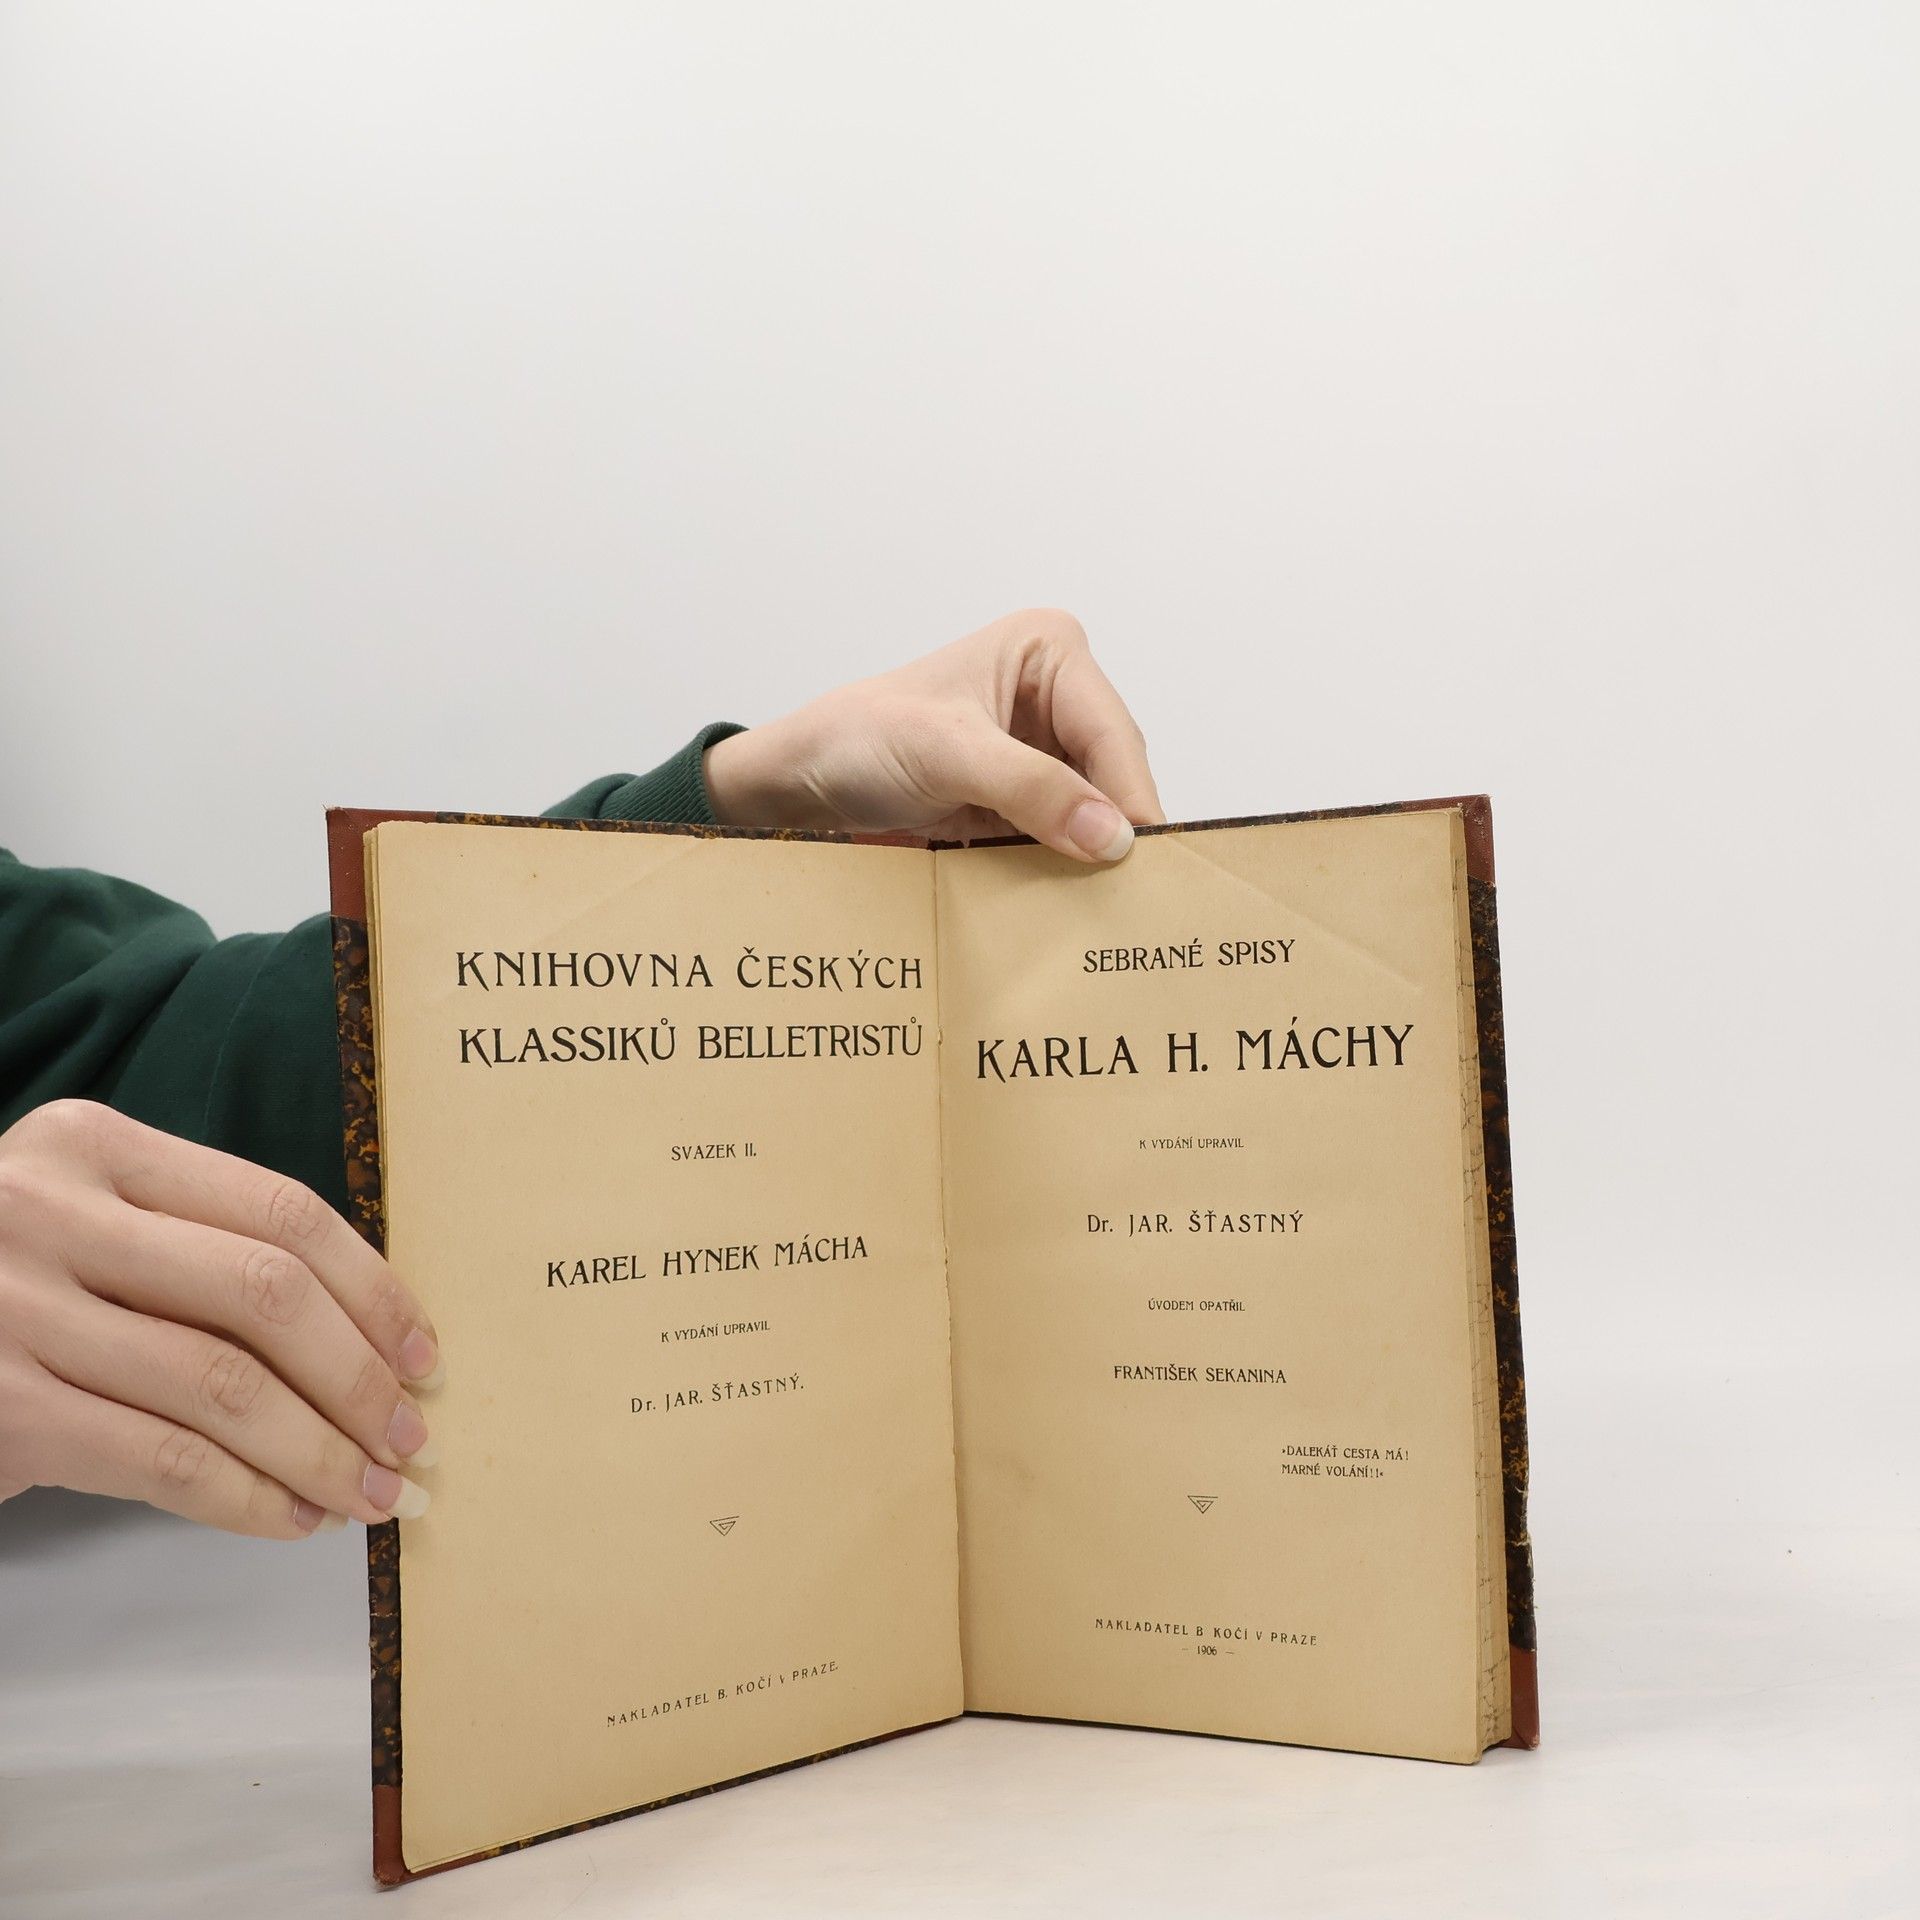 KNIHOVNA ČESKÝCH
KLASSIKŮ BELLETRISTŮ
SVAZEK II.
KAREL HYNEK MÁCHA
K VYDÁNÍ UPRAVIL
Dr. JAR. ŠŤASTNÝ.
NAKLADATEL B. KOČÍ V PRAZE.
SEBRANÉ SPISY
KARLA H. MÁCHY
K VYDÁNÍ UPRAVIL
Dr. JAR. ŠŤASTNÝ
ÚVODEM OPATŘIL
FRANTIŠEK SEKANINA
»DALEKÁŤ CESTA MÁ!
MARNÉ VOLÁNÍ!!«
NAKLADATEL B KOČÍ V PRAZE
— 1906 —